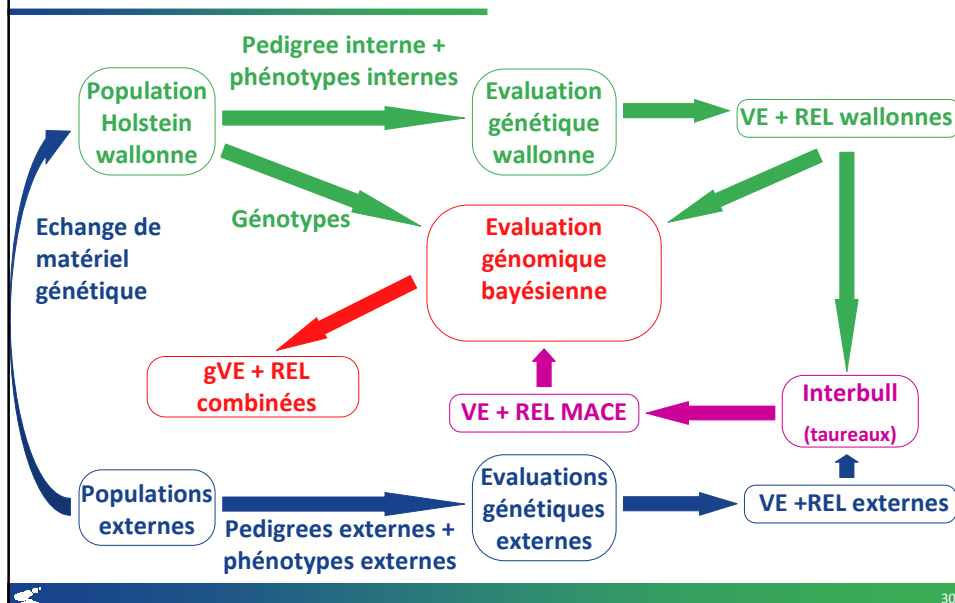 Pedigree interne +
phénotypes internes
Population
Holstein
wallonne
Evaluation
génétique
wallonne
VE + REL wallonnes
Echange de
matériel
génétique
Génotypes
Evaluation
génomique
bayésienne
gVE + REL
combinées
VE + REL MACE
Interbull
(taureaux)
Populations
externes
Pedigrees externes +
phénotypes externes
Evaluations
génétiques
externes
VE +REL externes
30